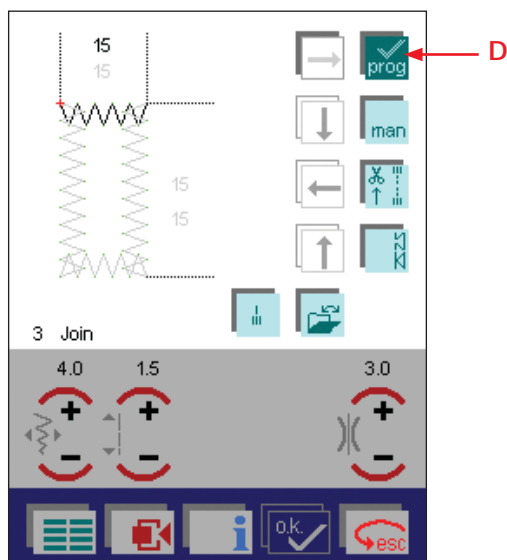 15
15
prog
D
man
15
15
3 Join
4.0 1.5 3.0
+ + +
− − −
i o.k. esc